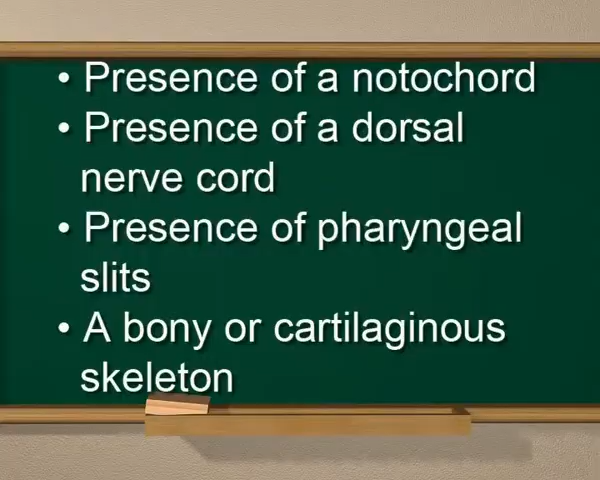 • Presence of a notochord
• Presence of a dorsal
nerve cord
• Presence of pharyngeal
slits
• A bony or cartilaginous
skeleton